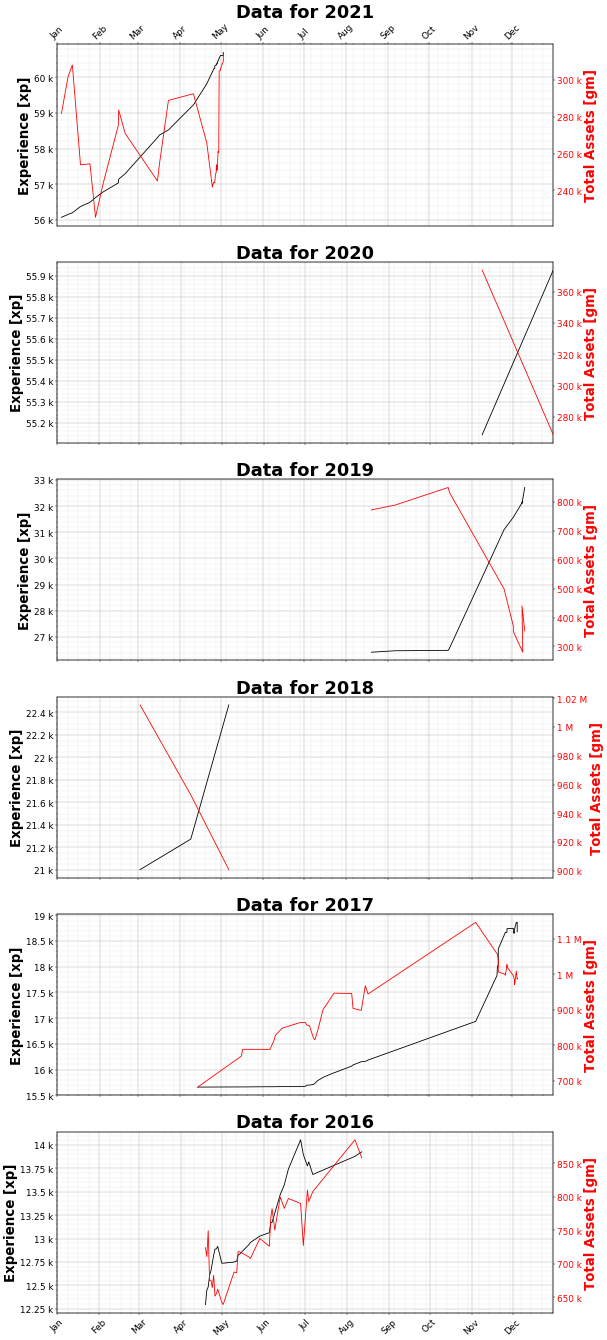 Data for 2021
Jan Feb Mar Apr May Jun Jul Aug Sep Oct Nov Dec
Experience [xp]
60 k
59 k
58 k
57 k
56 k
300 k
280 k
260 k
240 k
Total Assets [gm]
Data for 2020
Experience [xp]
55.9 k
55.8 k
55.7 k
55.6 k
55.5 k
55.4 k
55.3 k
55.2 k
360 k
340 k
320 k
300 k
280 k
Total Assets [gm]
Data for 2019
Experience [xp]
33 k
32 k
31 k
30 k
29 k
28 k
27 k
800 k
700 k
600 k
500 k
400 k
300 k
Total Assets [gm]
Data for 2018
Experience [xp]
22.4 k
22.2 k
22 k
21.8 k
21.6 k
21.4 k
21.2 k
21 k
1.02 M
1 M
980 k
960 k
940 k
920 k
900 k
Total Assets [gm]
Data for 2017
Experience [xp]
19 k
18.5 k
18 k
17.5 k
17 k
16.5 k
16 k
15.5 k
1.1 M
1 M
900 k
800 k
700 k
Total Assets [gm]
Data for 2016
Experience [xp]
14 k
13.75 k
13.5 k
13.25 k
13 k
12.75 k
12.5 k
12.25 k
850 k
800 k
750 k
700 k
650 k
Total Assets [gm]
Jan Feb Mar Apr May Jun Jul Aug Sep Oct Nov Dec